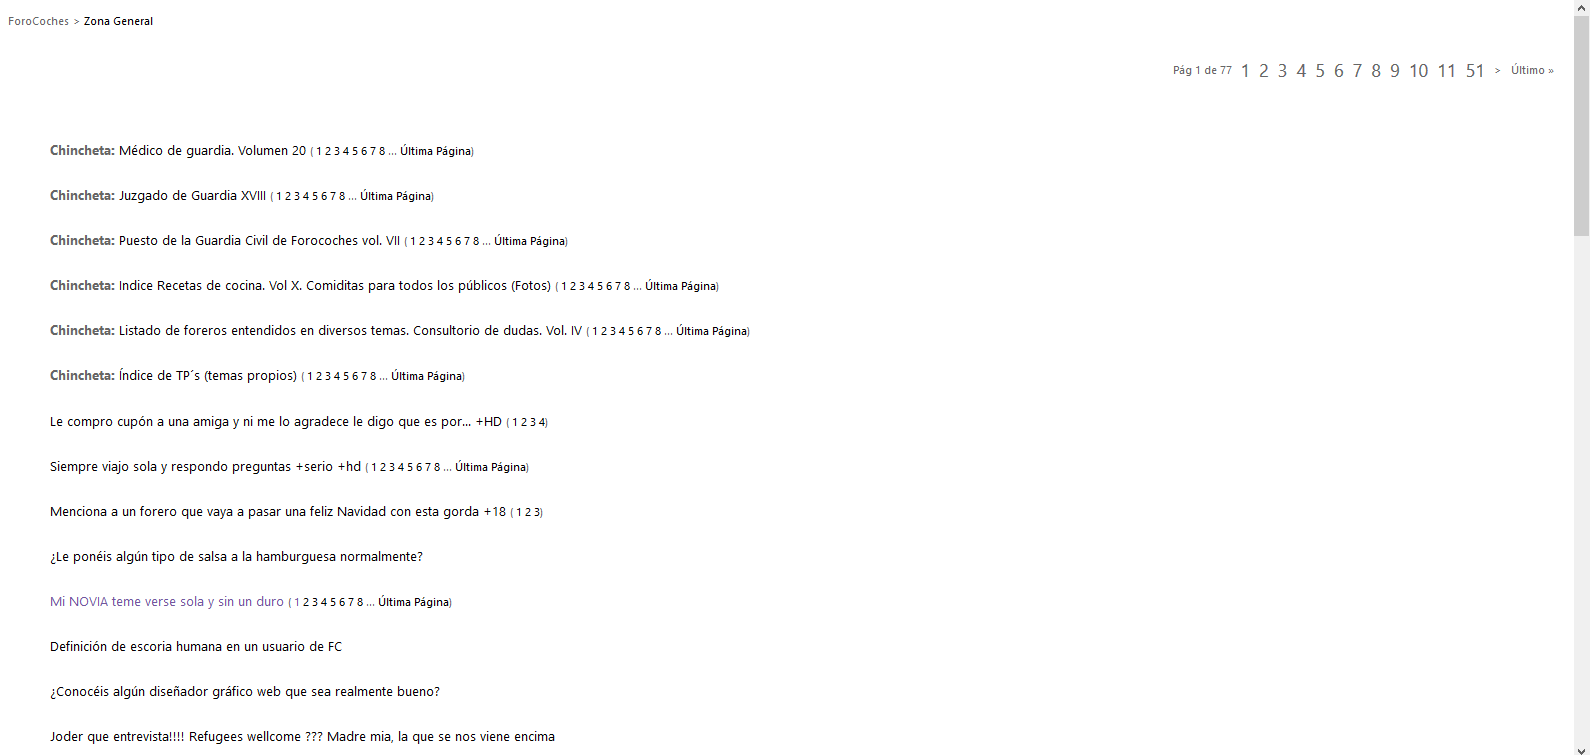 ForoCoches > Zona General
Pág 1 de 77 1 2 3 4 5 6 7 8 9 10 11 51 > Último »
Chincheta: Médico de guardia. Volumen 20 ( 1 2 3 4 5 6 7 8 ... Última Página)
Chincheta: Juzgado de Guardia XVIII ( 1 2 3 4 5 6 7 8 ... Última Página)
Chincheta: Puesto de la Guardia Civil de Forocoches vol. VII ( 1 2 3 4 5 6 7 8 ... Última Página)
Chincheta: Indice Recetas de cocina. Vol X. Comiditas para todos los públicos (Fotos) ( 1 2 3 4 5 6 7 8 ... Última Página)
Chincheta: Listado de foreros entendidos en diversos temas. Consultorio de dudas. Vol. IV ( 1 2 3 4 5 6 7 8 ... Última Página)
Chincheta: Índice de TP´s (temas propios) ( 1 2 3 4 5 6 7 8 ... Última Página)
Le compro cupón a una amiga y ni me lo agradece le digo que es por... +HD ( 1 2 3 4)
Siempre viajo sola y respondo preguntas +serio +hd ( 1 2 3 4 5 6 7 8 ... Última Página)
Menciona a un forero que vaya a pasar una feliz Navidad con esta gorda +18 ( 1 2 3)
¿Le ponéis algún tipo de salsa a la hamburguesa normalmente?
Mi NOVIA teme verse sola y sin un duro ( 1 2 3 4 5 6 7 8 ... Última Página)
Definición de escoria humana en un usuario de FC
¿Conocéis algún diseñador gráfico web que sea realmente bueno?
Joder que entrevista!!!! Refugees wellcome ??? Madre mia, la que se nos viene encima